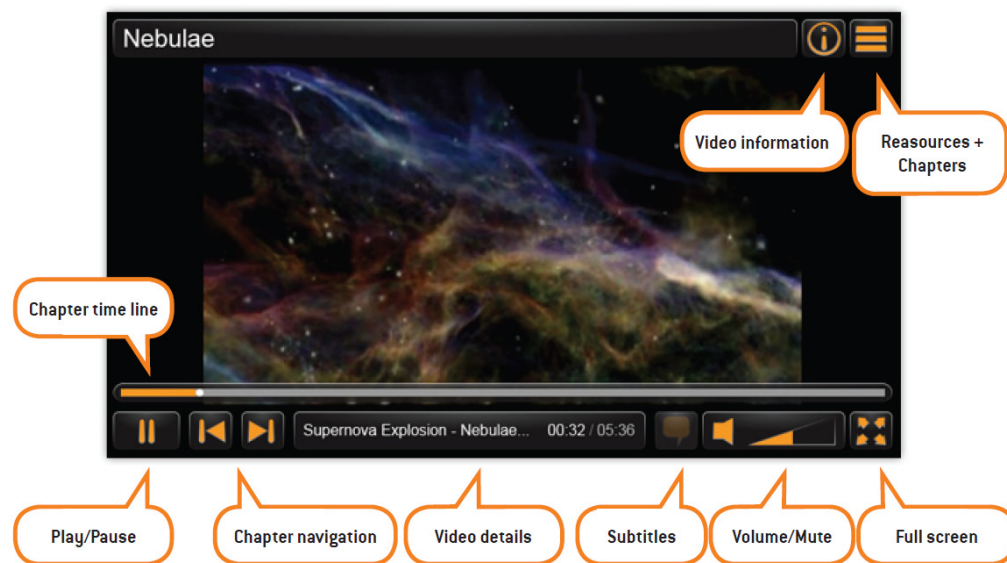 Nebulae
Video information
Reasources +
Chapters
Chapter time line
Supernova Explosion - Nebulae... 00:32 / 05:36
Play/Pause
Chapter navigation
Video details
Subtitles
Volume/Mute
Full screen